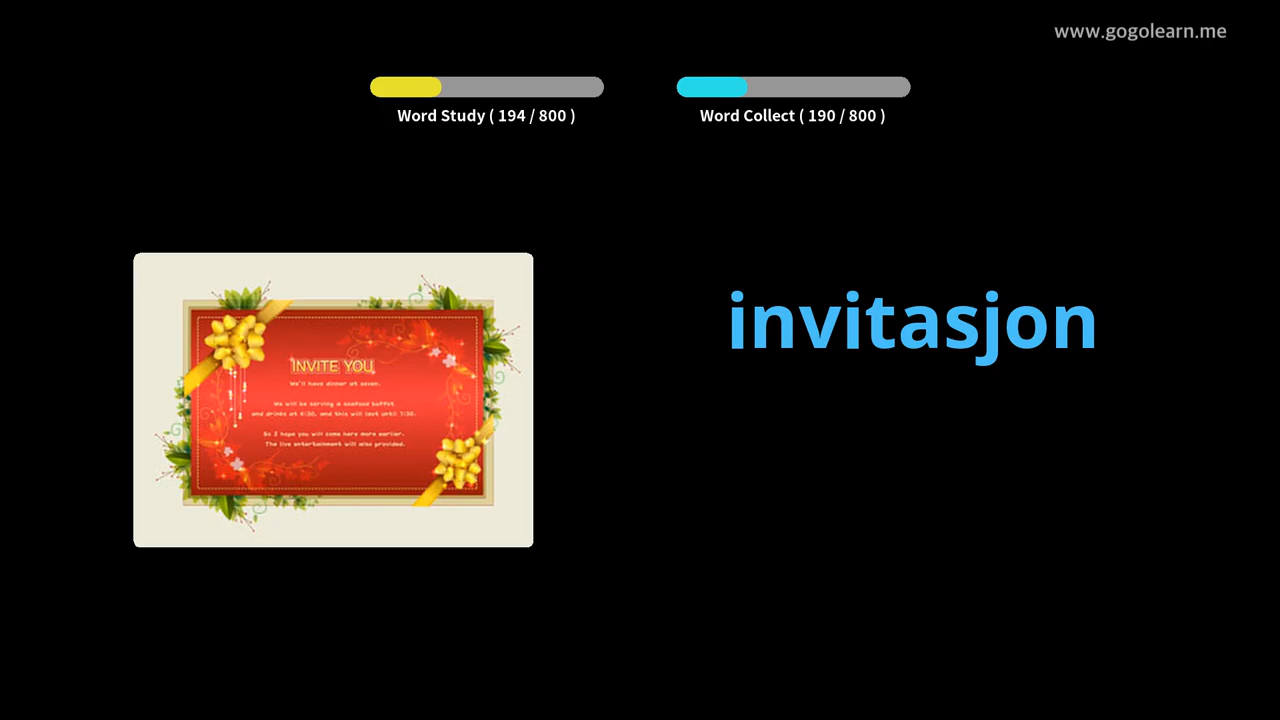 www.gogolearn.me
Word Study ( 194 / 800 )
Word Collect ( 190 / 800 )
invitasjon
INVITE YOU
We'll have dinner at seven.
We will be serving a seafood buffet
and drinks at 6:30, and this will last until 7:30.
So I hope you will come here more earlier.
The live entertainment will also provided.